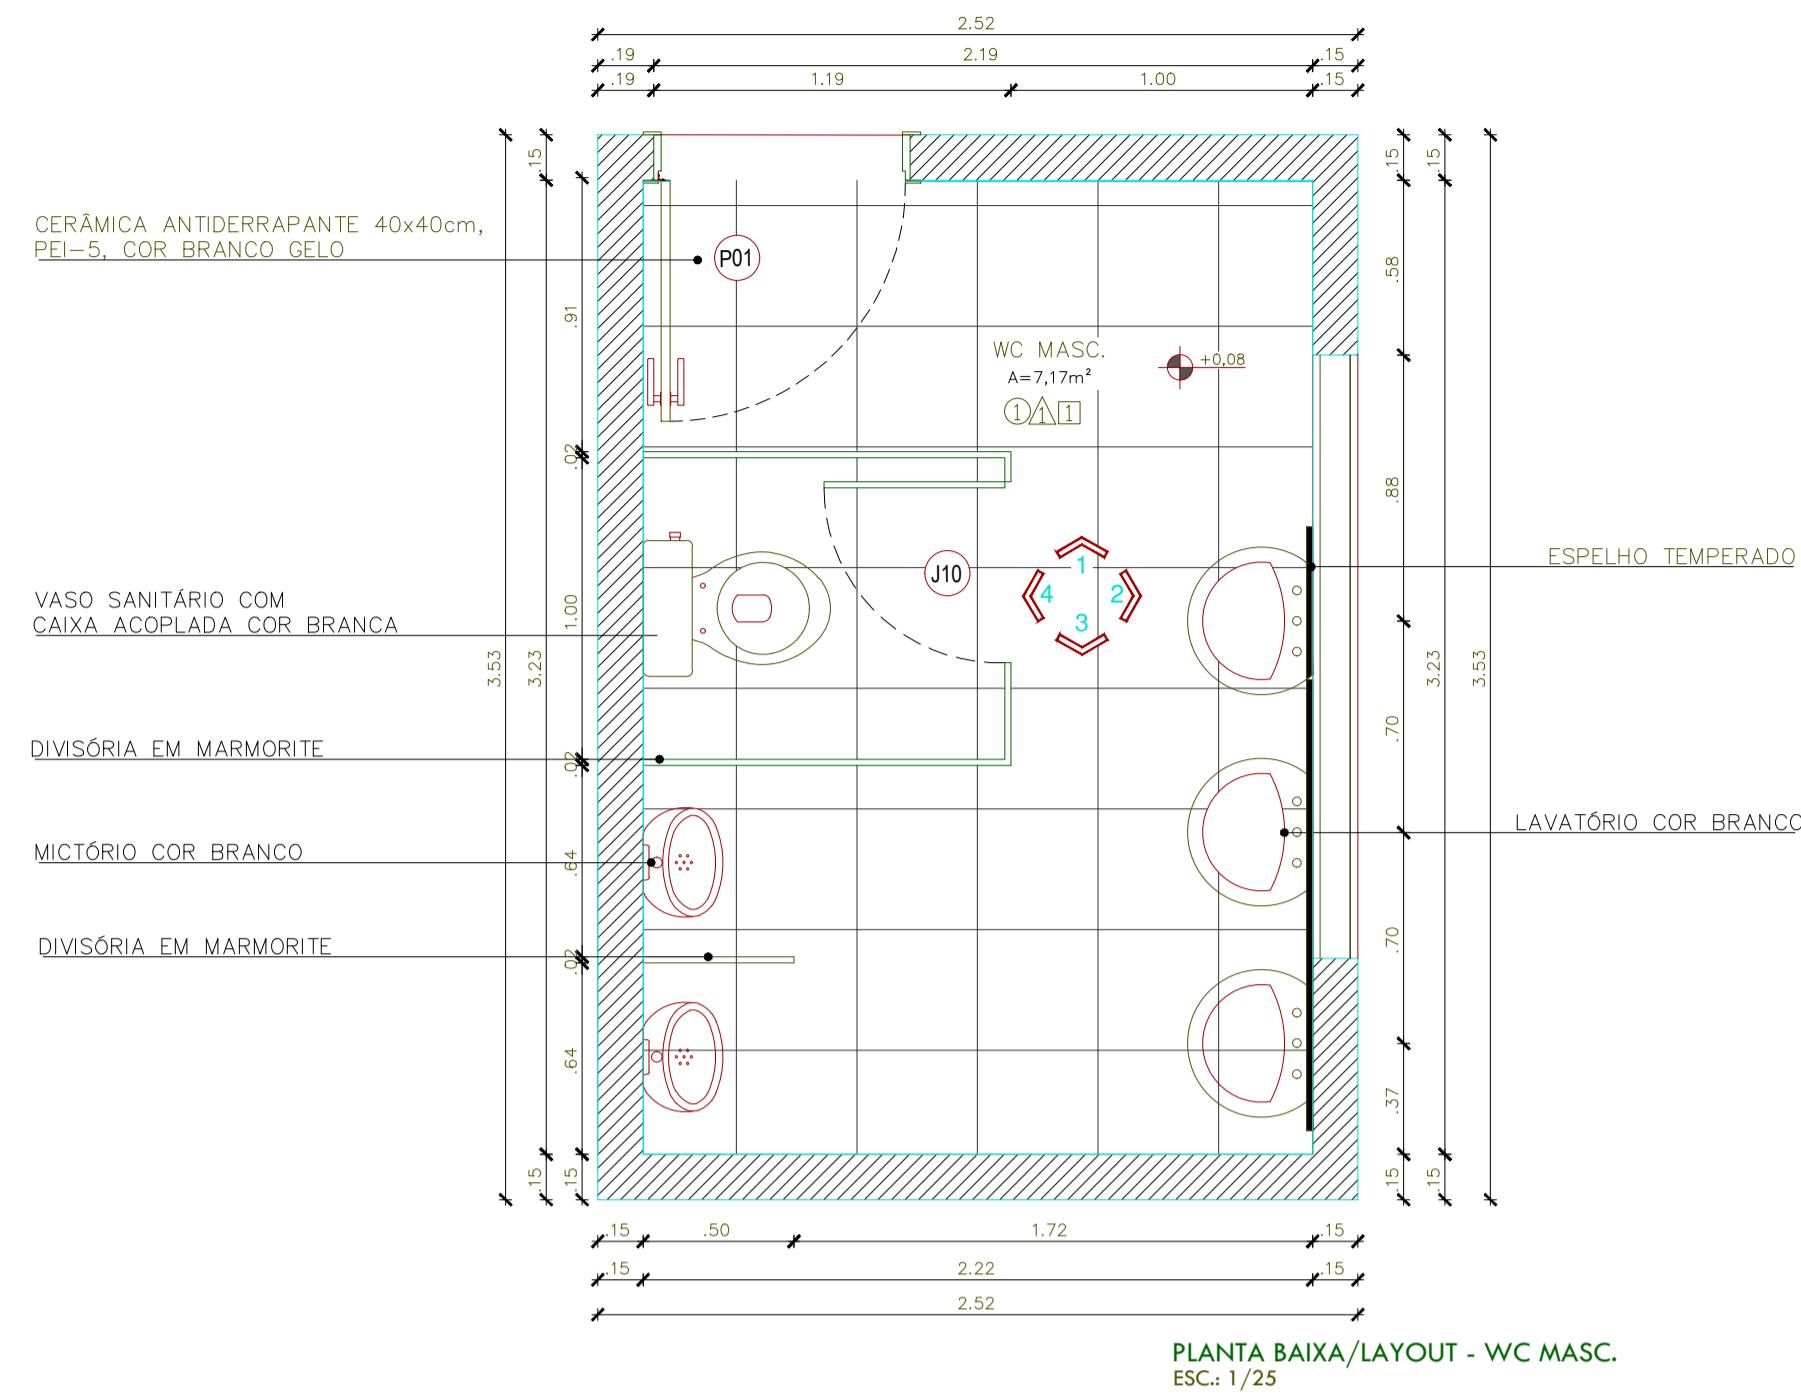 2.52
.19
2.19
.15
.19
1.19
1.00
.15
.15
.15
.15
CERÂMICA ANTIDERRAPANTE 40x40cm,
PEI-5, COR BRANCO GELO
P01
.58
.91
WC MASC.
A=7,17m²
+0,08
1 1 1
.02
.88
ESPELHO TEMPERADO
J10
1
4 2
3
VASO SANITÁRIO COM
CAIXA ACOPLADA COR BRANCA
1.00
3.53
3.23
3.23
3.53
.70
DIVISÓRIA EM MARMORITE
.02
LAVATÓRIO COR BRANCO
MICTÓRIO COR BRANCO
.64
DIVISÓRIA EM MARMORITE
.02
.70
.64
.37
.15
.15
.15
.15
.15
.50
1.72
.15
.15
2.22
.15
2.52
PLANTA BAIXA/LAYOUT - WC MASC.
ESC.: 1/25